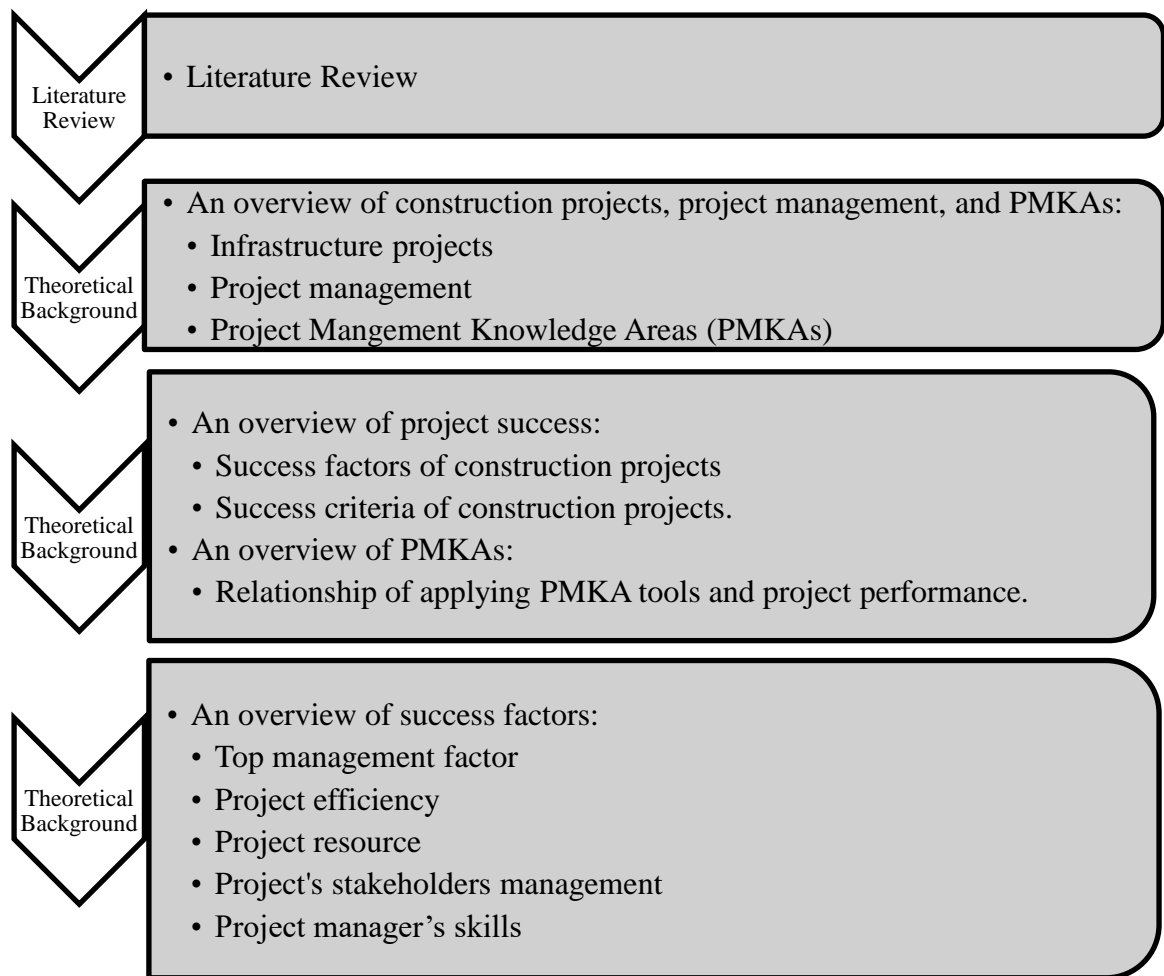 Literature
Review
• Literature Review
Theoretical
Background
• An overview of construction projects, project management, and PMKAs:
• Infrastructure projects
• Project management
• Project Mangement Knowledge Areas (PMKAs)
Theoretical
Background
• An overview of project success:
• Success factors of construction projects
• Success criteria of construction projects.
• An overview of PMKAs:
• Relationship of applying PMKA tools and project performance.
Theoretical
Background
• An overview of success factors:
• Top management factor
• Project efficiency
• Project resource
• Project's stakeholders management
• Project manager’s skills